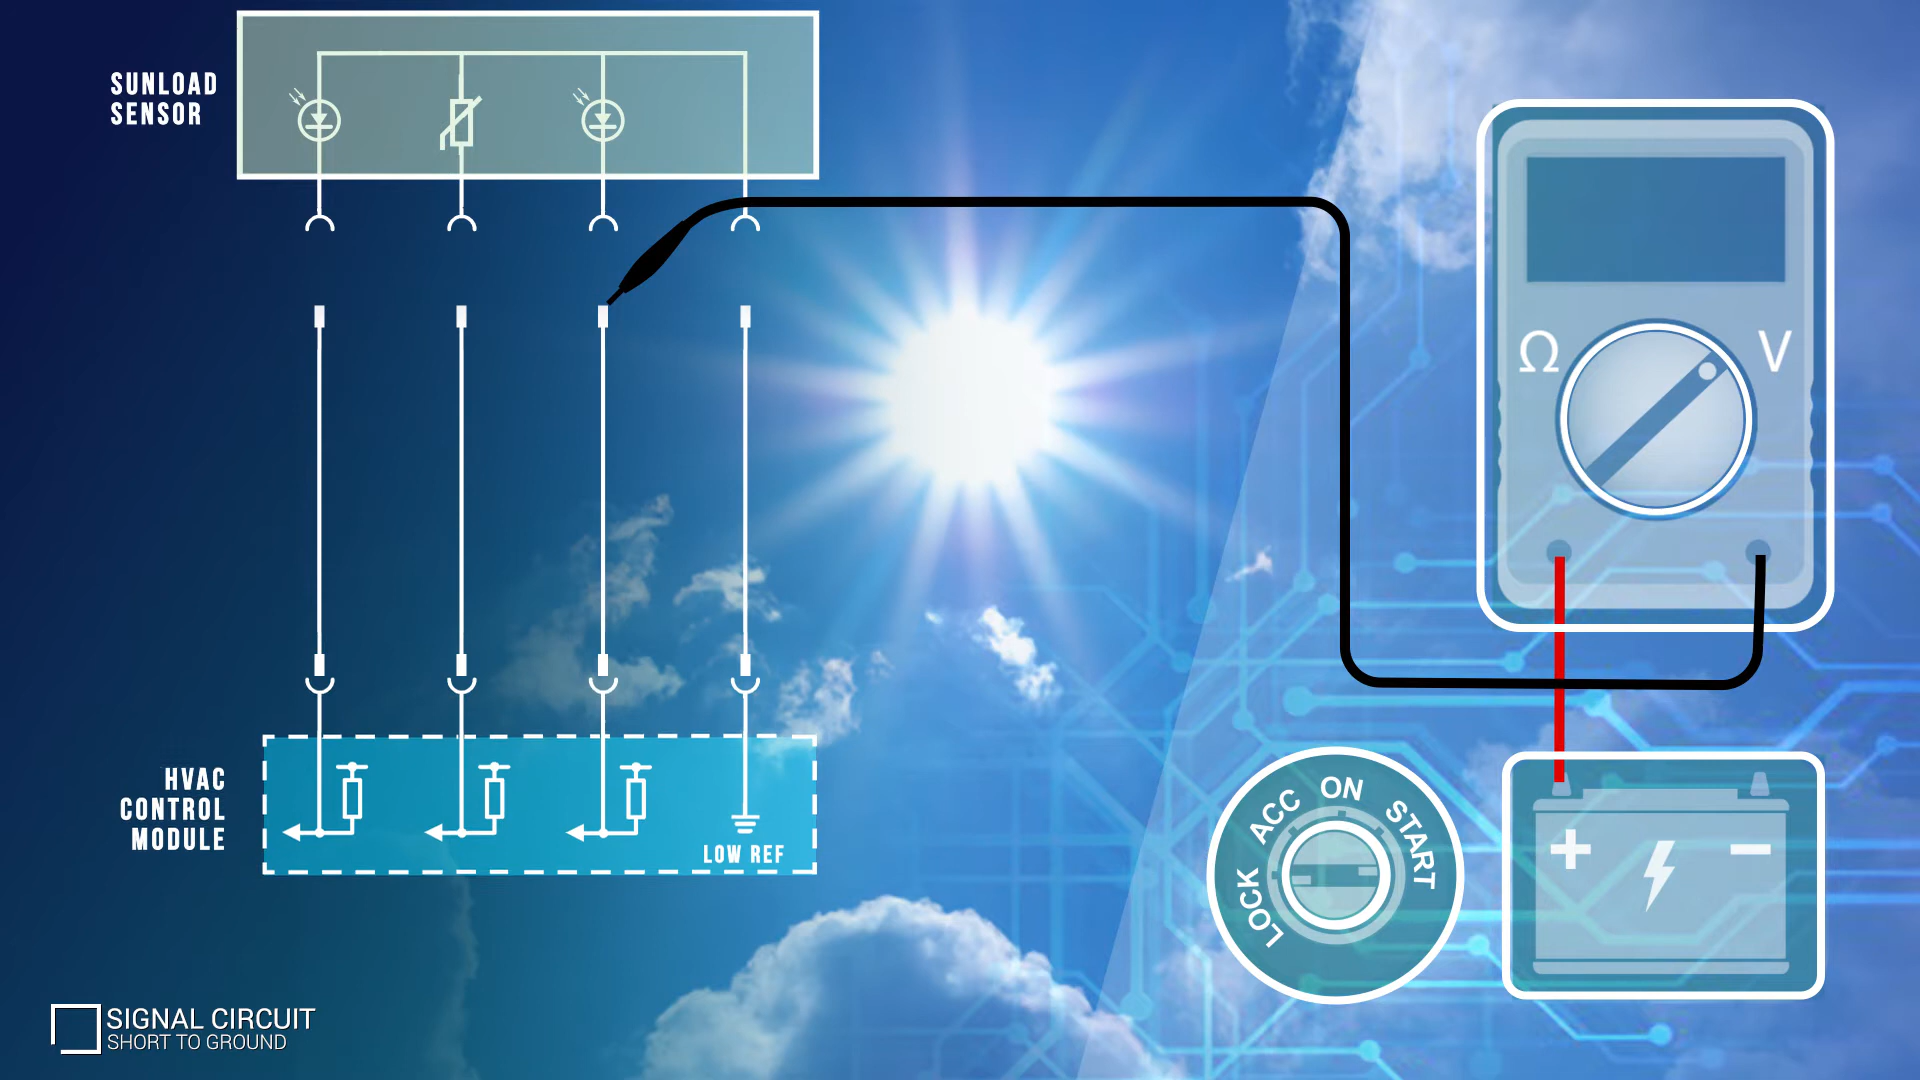 SUNLOAD
SENSOR
Ω
V
HVAC
CONTROL
MODULE
LOW REF
LOCK ACC ON START
+ −
SIGNAL CIRCUIT
SHORT TO GROUND